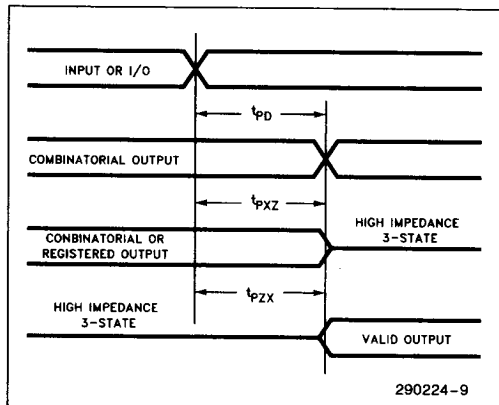 INPUT OR I/O
tPD
COMBINATORIAL OUTPUT
tPXZ
HIGH IMPEDANCE
3-STATE
CONBINATORIAL OR
REGISTERED OUTPUT
tPZX
HIGH IMPEDANCE
3-STATE
VALID OUTPUT
290224-9